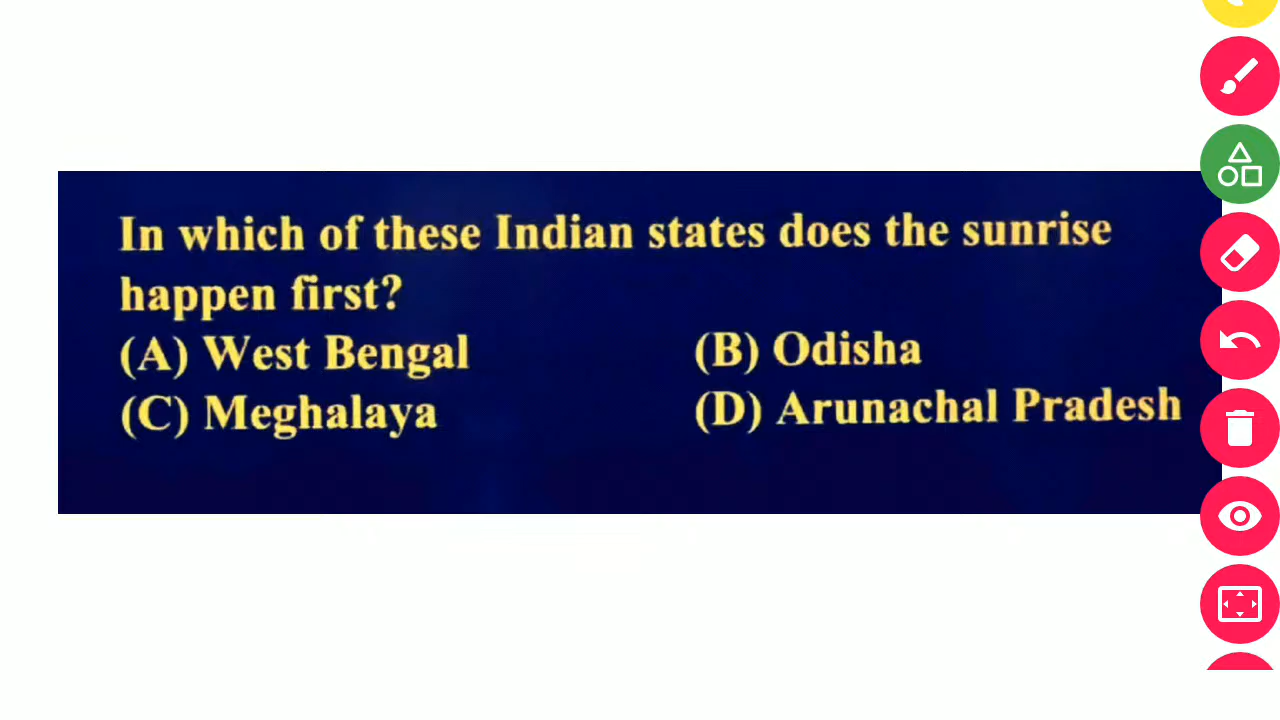 In which of these Indian states does the sunrise
happen first?
(A) West Bengal (B) Odisha
(C) Meghalaya (D) Arunachal Pradesh